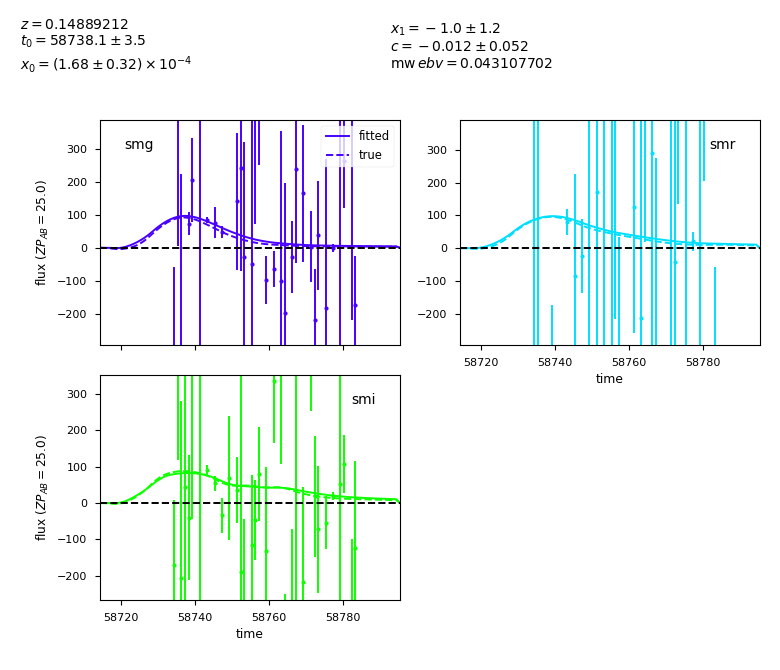 z = 0.14889212
t₀ = 58738.1 ± 3.5
x₀ = (1.68 ± 0.32) × 10⁻⁴
x₁ = −1.0 ± 1.2
c = −0.012 ± 0.052
mw ebv = 0.043107702
smg
fitted
true
300
200
100
0
−100
−200
flux (ZP_AB = 25.0)
smr
300
200
100
0
−100
−200
58720 58740 58760 58780
time
smi
300
200
100
0
−100
−200
flux (ZP_AB = 25.0)
58720 58740 58760 58780
time